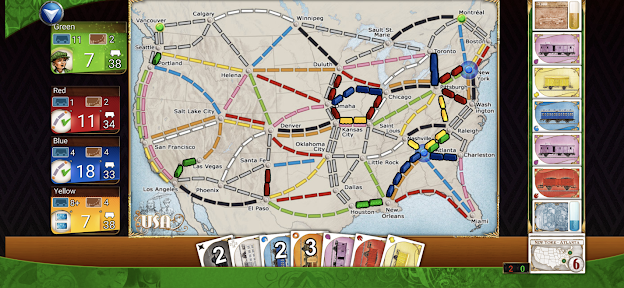 Green
11
2
7
38
Red
1
2
11
33
Blue
4
4
18
33
Yellow
8+
4
7
38
Vancouver
Calgary
Winnipeg
Sault St. Marie
Montréal
Seattle
Portland
Helena
Duluth
Toronto
Boston
New York
Omaha
Chicago
Pittsburgh
Salt Lake City
Denver
Kansas City
Saint Louis
Washington
San Francisco
Las Vegas
Santa Fe
Oklahoma City
Little Rock
Nashville
Raleigh
Atlanta
Charleston
Los Angeles
Phoenix
El Paso
Dallas
Houston
New Orleans
Miami
USA
2
2
3
2 0
NEW YORK - ATLANTA
6